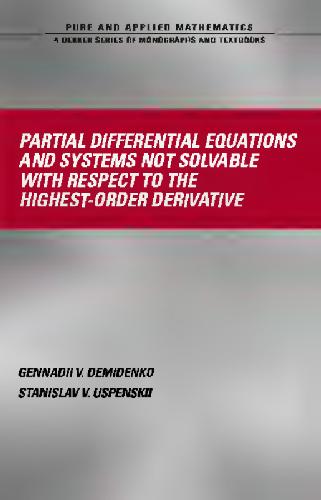 PURE AND APPLIED MATHEMATICS
A DEKKER SERIES OF MONOGRAPHS AND TEXTBOOKS
PARTIAL DIFFERENTIAL EQUATIONS
AND SYSTEMS NOT SOLVABLE
WITH RESPECT TO THE
HIGHEST-ORDER DERIVATIVE
GENNADII V. DEMIDENKO
STANISLAV V. USPENSKII